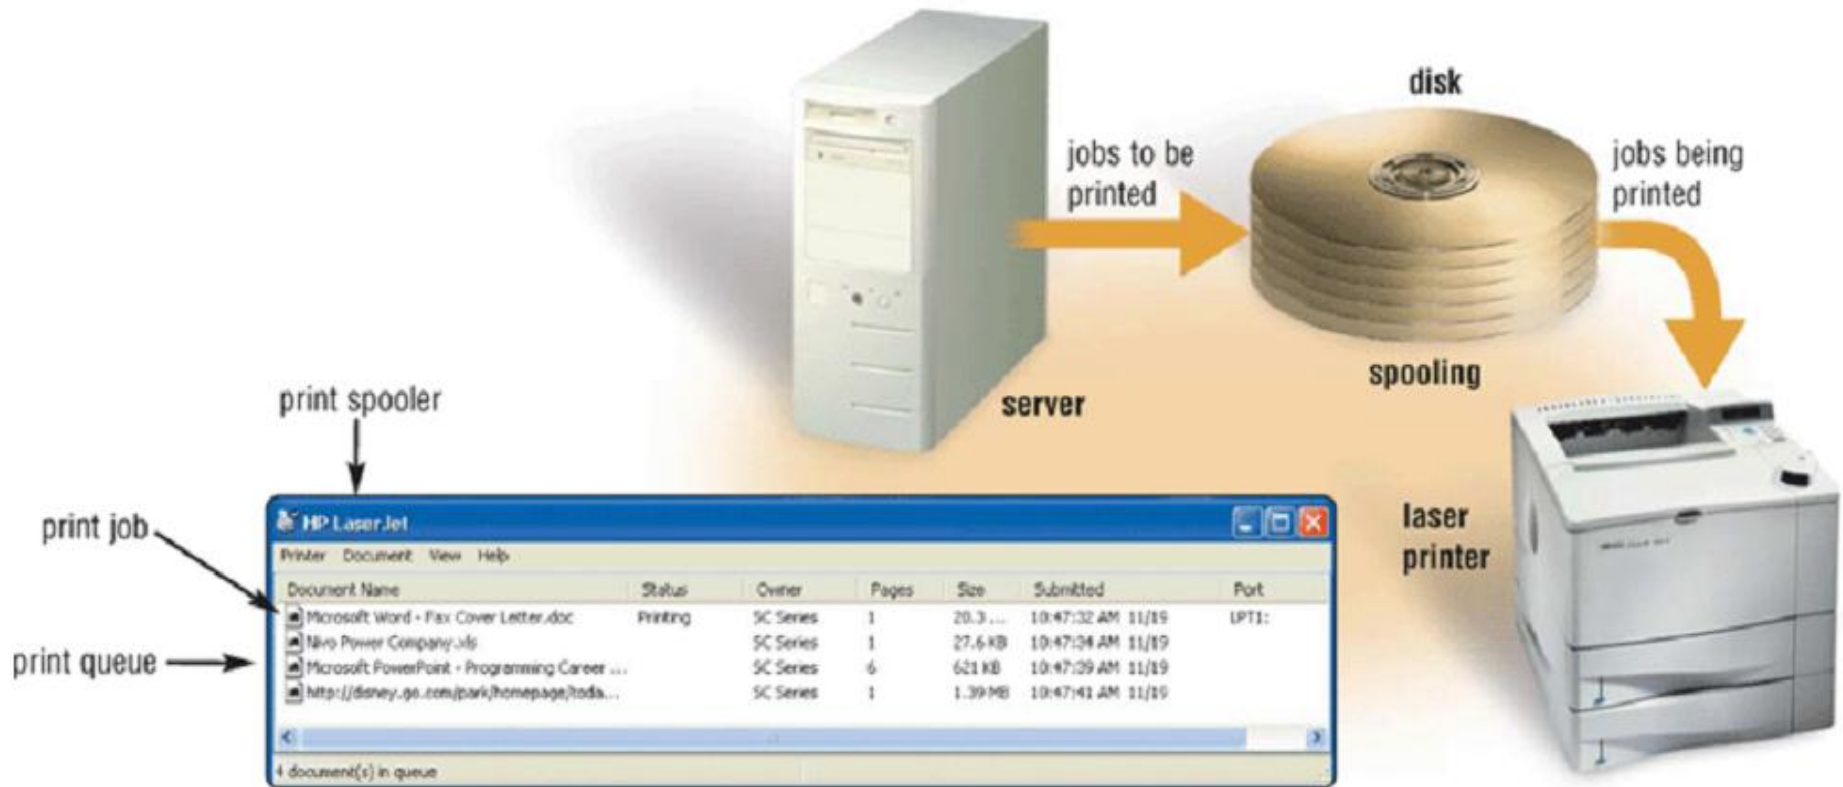 disk
jobs to be
printed
jobs being
printed
spooling
server
print spooler
laser
printer
print job
print queue
HP LaserJet
Printer Document View Help
Document Name Status Owner Pages Size Submitted Port
Microsoft Word - Fax Cover Letter.doc Printing SC Series 1 20.3 ... 10:47:32 AM 11/19 LPT1:
Nivo Power Company.xls SC Series 1 27.6 KB 10:47:34 AM 11/19
Microsoft PowerPoint - Programming Career ... SC Series 6 621 KB 10:47:39 AM 11/19
http://disney.go.com/park/homepage/toda... SC Series 1 1.39 MB 10:47:41 AM 11/19
4 document(s) in queue